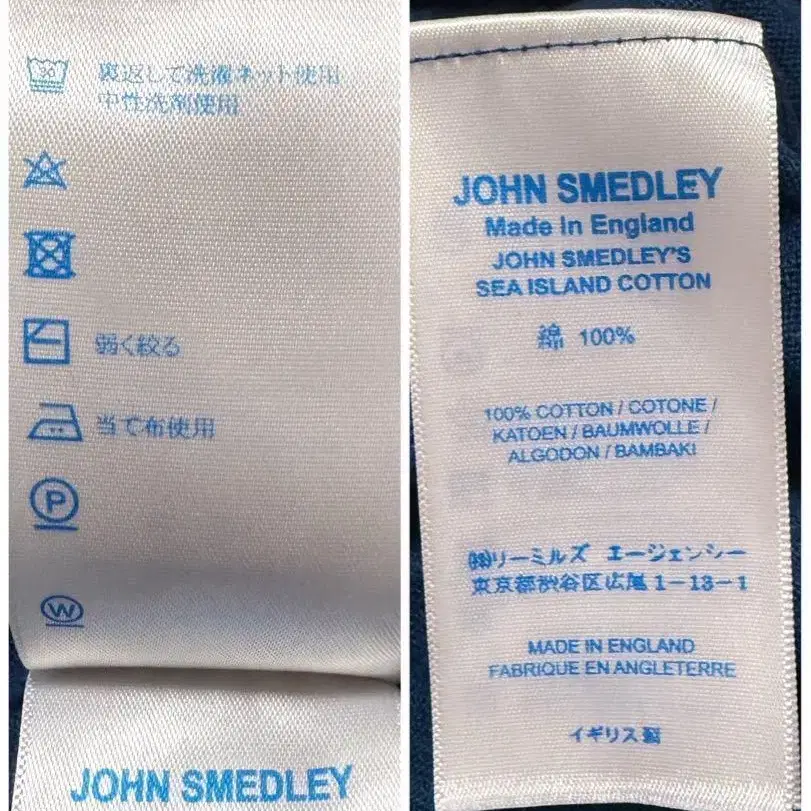 30
裏返して洗濯ネット使用
中性洗剤使用
弱く絞る
当て布使用
P
W
JOHN SMEDLEY
JOHN SMEDLEY
Made In England
JOHN SMEDLEY'S
SEA ISLAND COTTON
綿 100%
100% COTTON / COTONE /
KATOEN / BAUMWOLLE /
ALGODON / BAMBAKI
㈱リーミルズ エージェンシー
東京都渋谷区広尾1-13-1
MADE IN ENGLAND
FABRIQUE EN ANGLETERRE
イギリス製